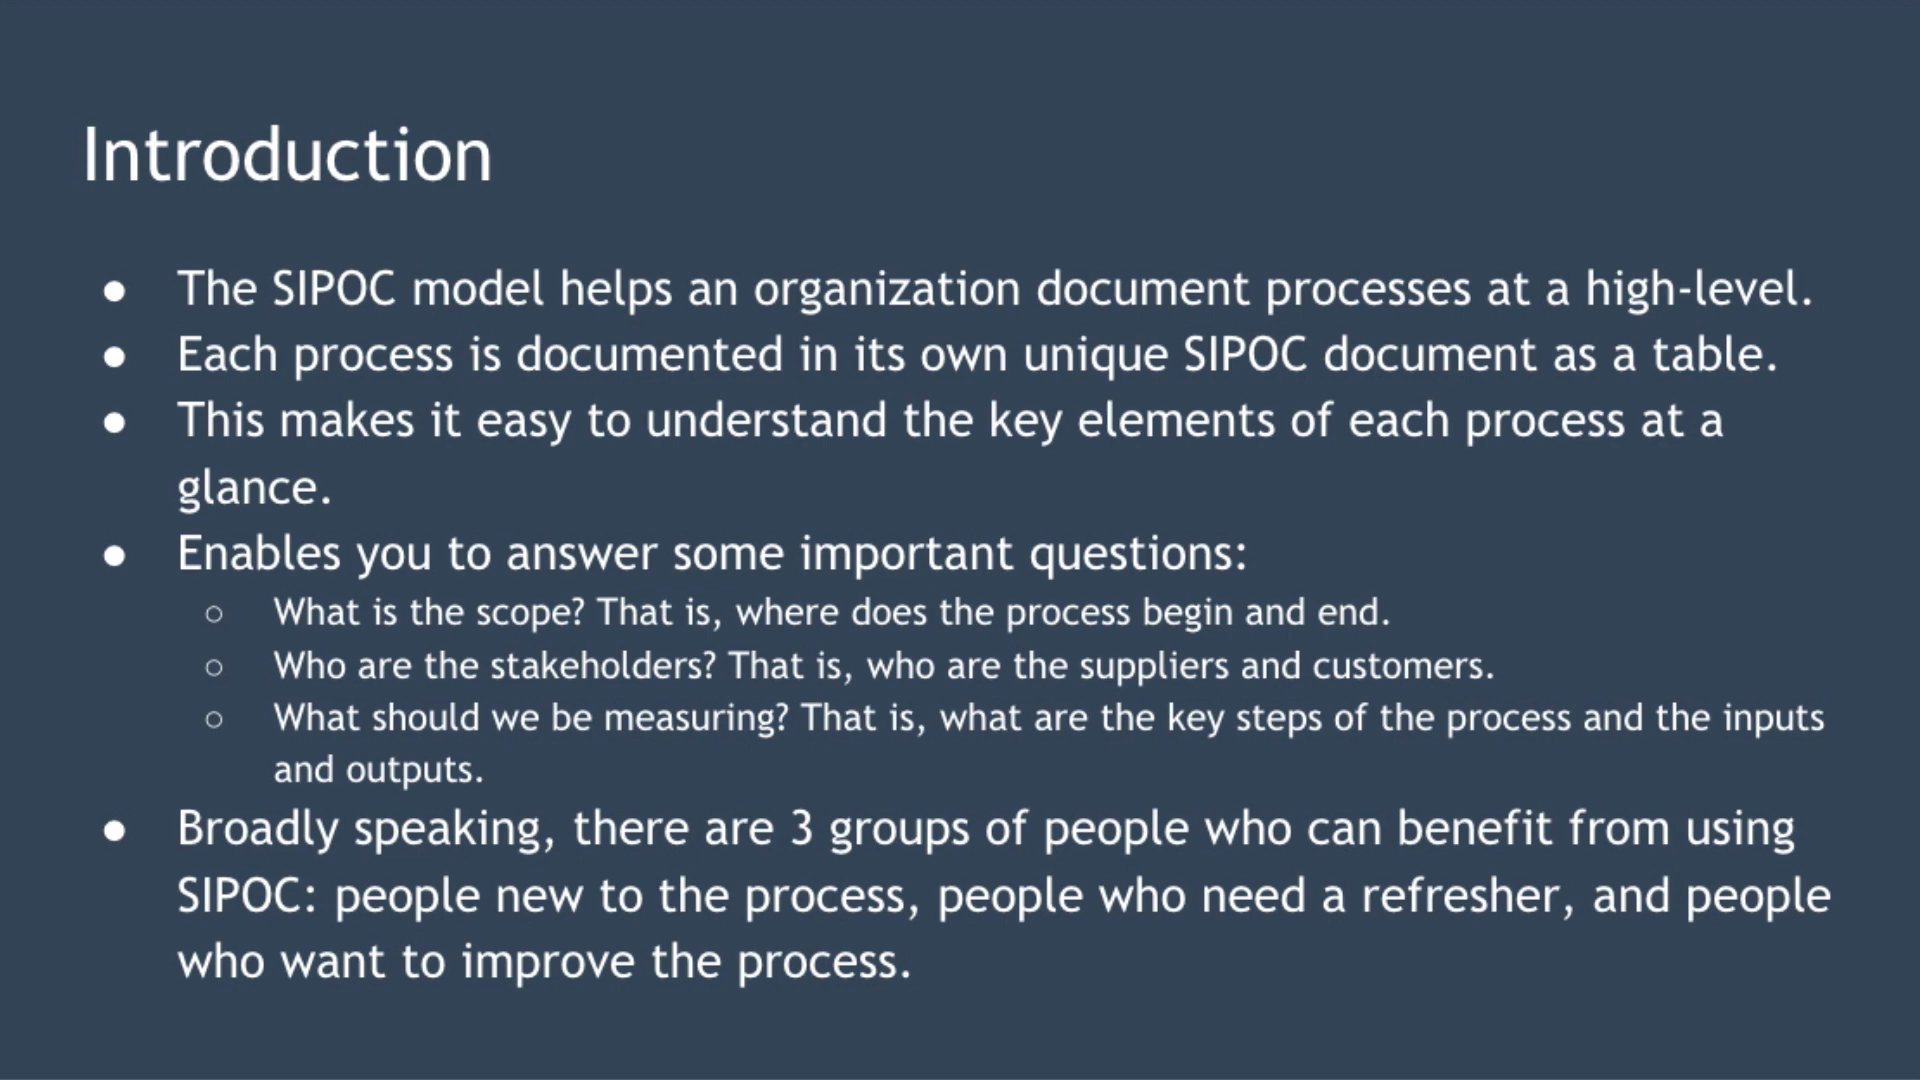 Introduction
● The SIPOC model helps an organization document processes at a high-level.
● Each process is documented in its own unique SIPOC document as a table.
● This makes it easy to understand the key elements of each process at a
glance.
● Enables you to answer some important questions:
○ What is the scope? That is, where does the process begin and end.
○ Who are the stakeholders? That is, who are the suppliers and customers.
○ What should we be measuring? That is, what are the key steps of the process and the inputs
and outputs.
● Broadly speaking, there are 3 groups of people who can benefit from using
SIPOC: people new to the process, people who need a refresher, and people
who want to improve the process.